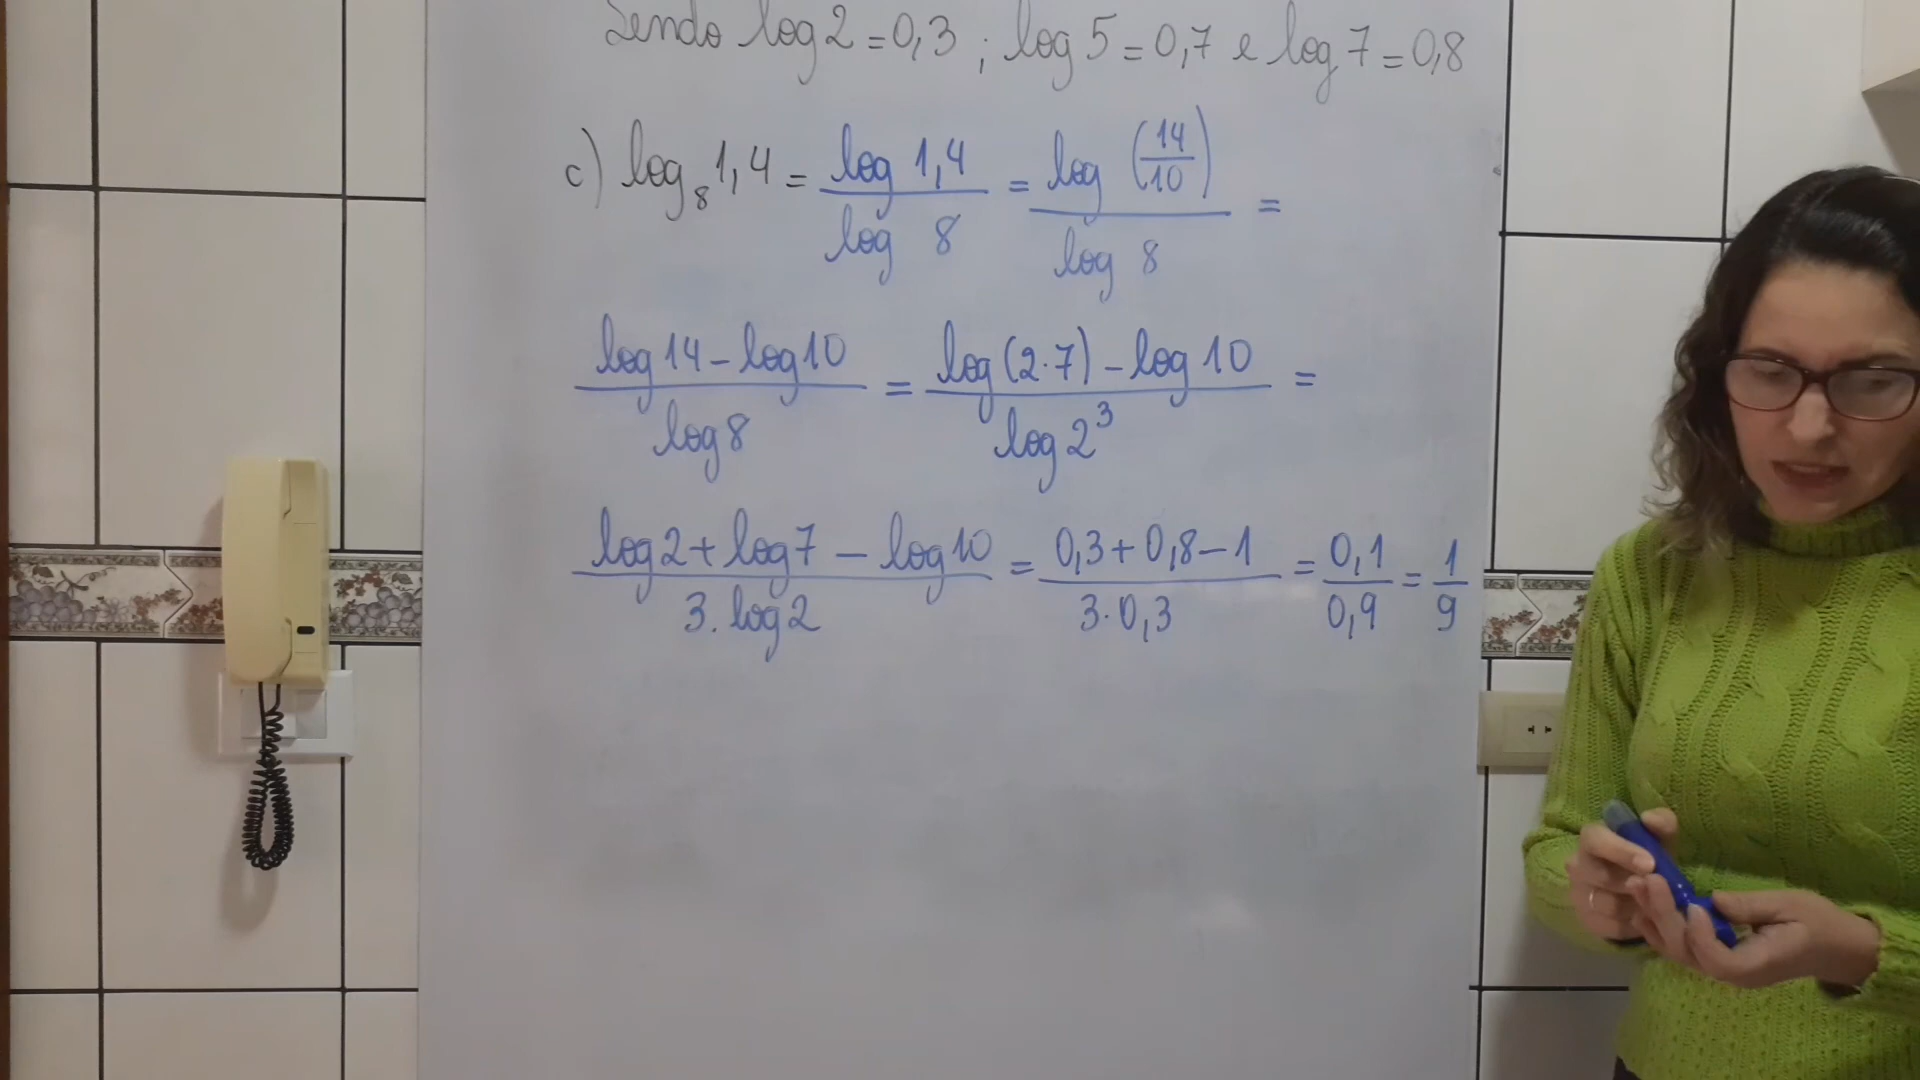 Sendo log 2 = 0,3 ; log 5 = 0,7 e log 7 = 0,8
c) log₈ 1,4 = log 1,4 / log 8 = log (14/10) / log 8 =
log 14 - log 10 / log 8 = log (2·7) - log 10 / log 2³ =
log 2 + log 7 - log 10 / 3. log 2 = 0,3 + 0,8 - 1 / 3·0,3 = 0,1 / 0,9 = 1/9